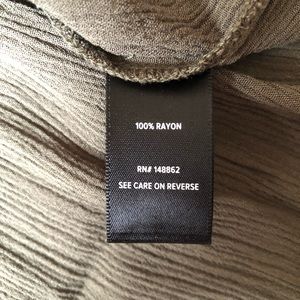 100% RAYON
RN# 148862
SEE CARE ON REVERSE